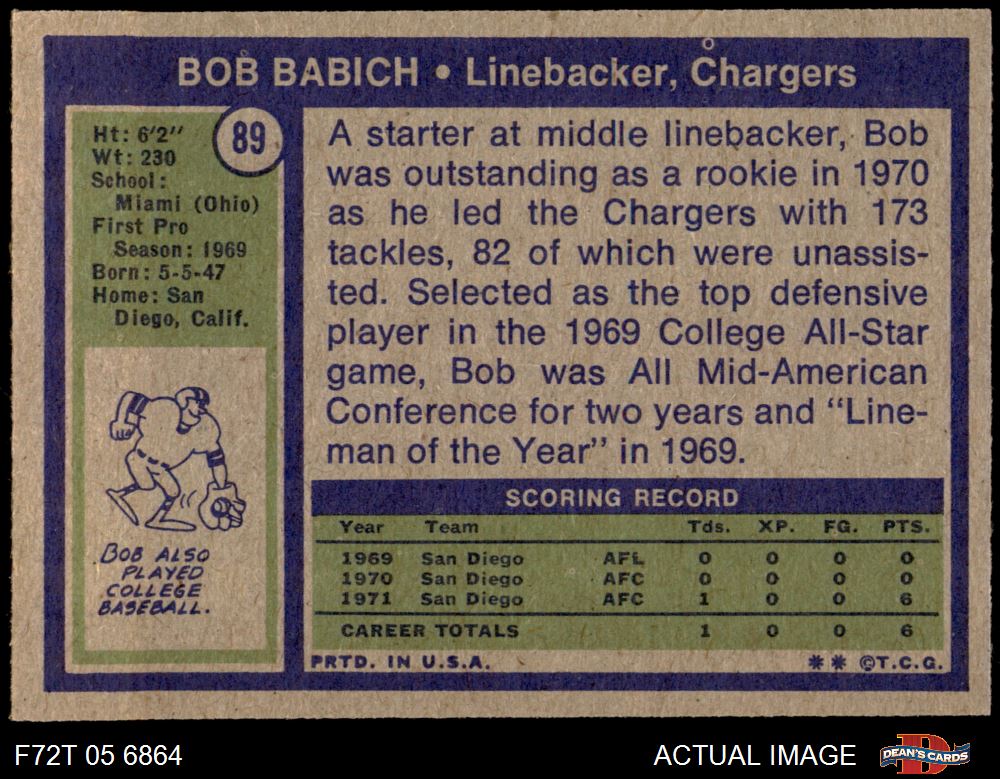 BOB BABICH • Linebacker, Chargers
89
Ht: 6'2"
Wt: 230
School:
Miami (Ohio)
First Pro
Season: 1969
Born: 5-5-47
Home: San
Diego, Calif.
BOB ALSO
PLAYED
COLLEGE
BASEBALL.
A starter at middle linebacker, Bob
was outstanding as a rookie in 1970
as he led the Chargers with 173
tackles, 82 of which were unassis-
ted. Selected as the top defensive
player in the 1969 College All-Star
game, Bob was All Mid-American
Conference for two years and "Line-
man of the Year" in 1969.
SCORING RECORD
Year Team Tds. XP. FG. PTS.
1969 San Diego AFL 0 0 0 0
1970 San Diego AFC 0 0 0 0
1971 San Diego AFC 1 0 0 6
CAREER TOTALS 1 0 0 6
PRTD. IN U.S.A. ** ©T.C.G.
F72T 05 6864 ACTUAL IMAGE DEAN'S CARDS